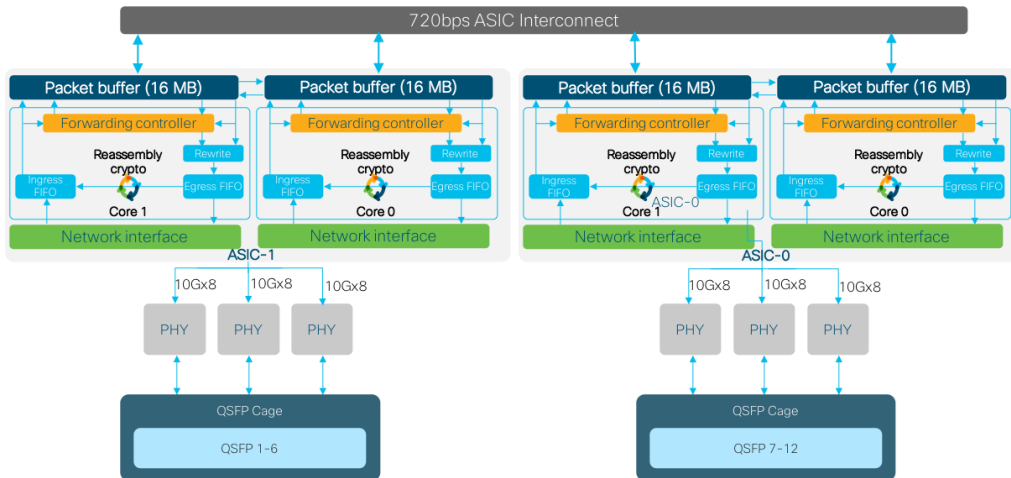 720bps ASIC Interconnect
Packet buffer (16 MB)
Packet buffer (16 MB)
Packet buffer (16 MB)
Packet buffer (16 MB)
Forwarding controller
Forwarding controller
Forwarding controller
Forwarding controller
Reassembly
crypto
Rewrite
Ingress
FIFO
Egress FIFO
Core 1
Reassembly
crypto
Rewrite
Ingress
FIFO
Egress FIFO
Core 0
Reassembly
crypto
Rewrite
Ingress
FIFO
Egress FIFO
ASIC-0
Core 1
Reassembly
crypto
Rewrite
Ingress
FIFO
Egress FIFO
Core 0
Network interface
Network interface
Network interface
Network interface
ASIC-1
ASIC-0
10Gx8
10Gx8
10Gx8
10Gx8
10Gx8
10Gx8
PHY
PHY
PHY
PHY
PHY
PHY
QSFP Cage
QSFP 1-6
QSFP Cage
QSFP 7-12